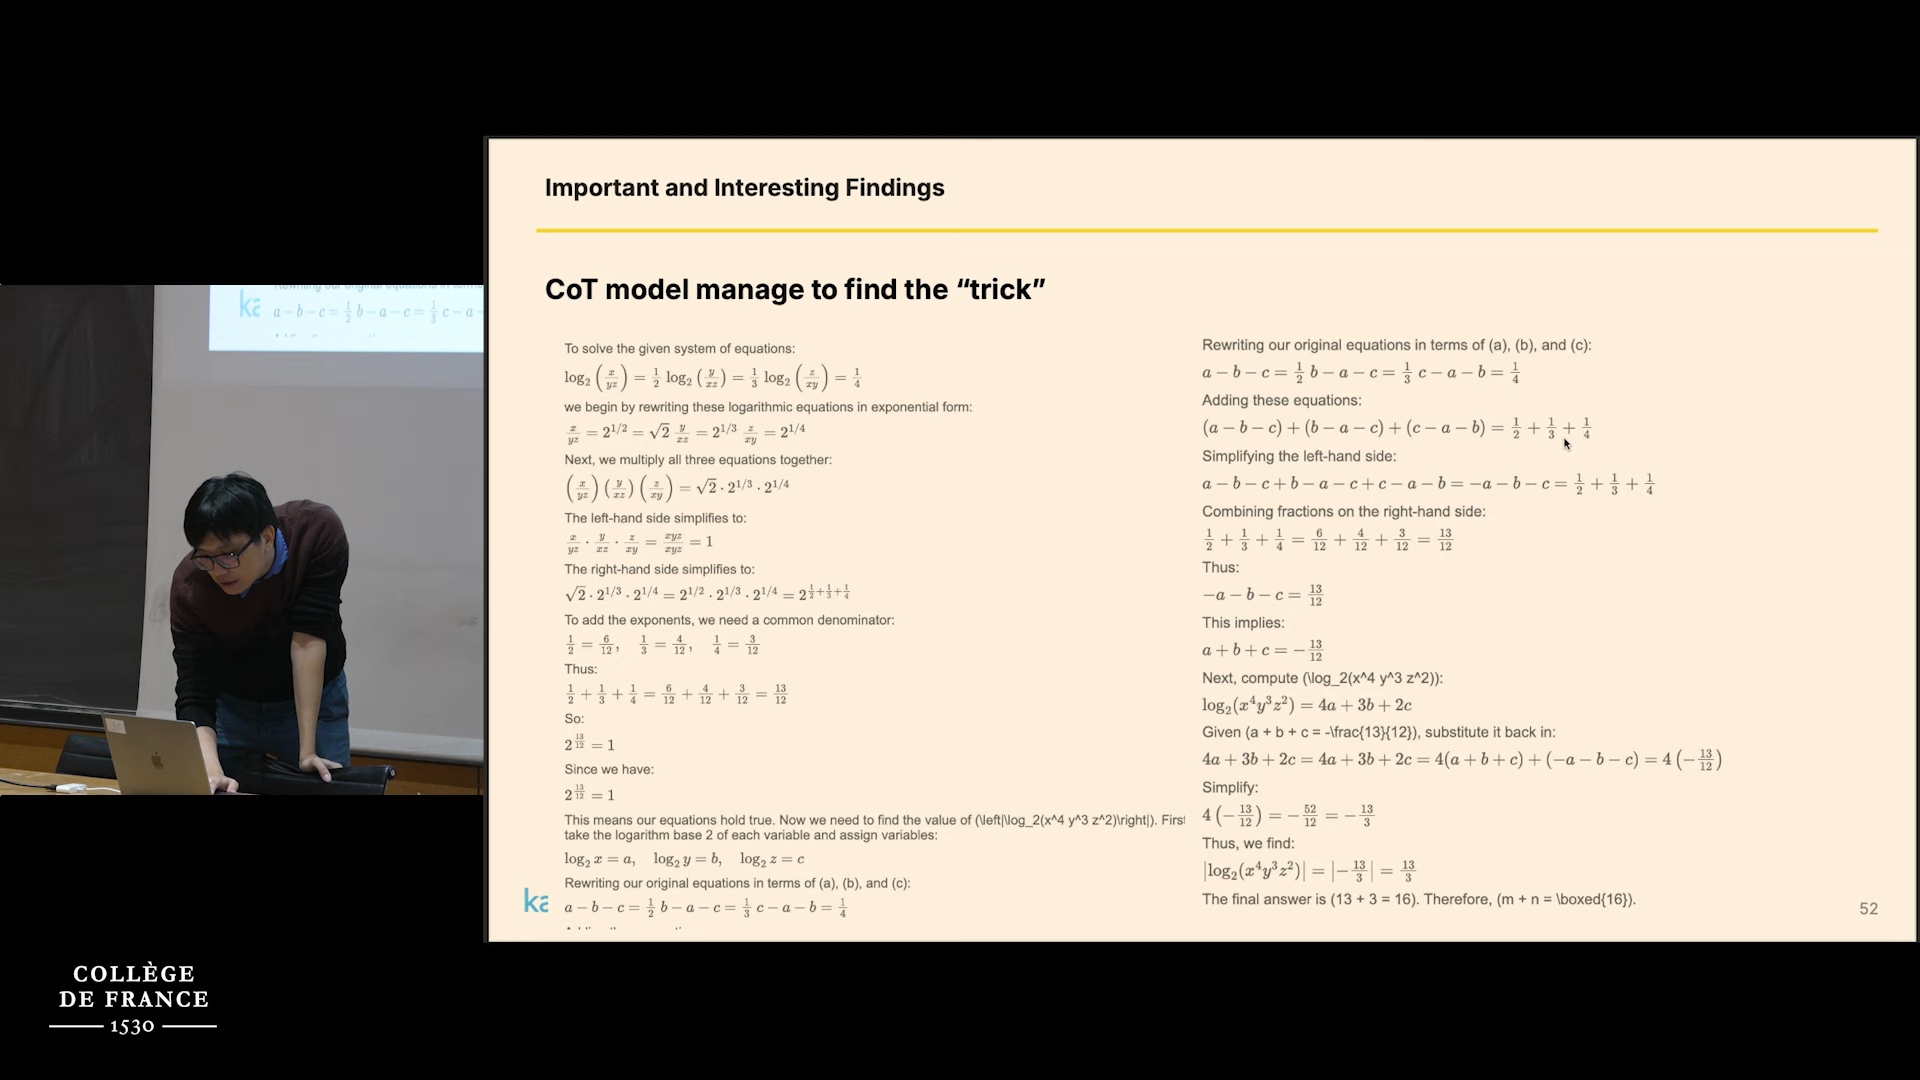 Important and Interesting Findings
CoT model manage to find the “trick”
To solve the given system of equations:
log₂(x/yz) = 1/2 log₂(y/xz) = 1/3 log₂(z/xy) = 1/4
we begin by rewriting these logarithmic equations in exponential form:
x/yz = 2^{1/2} = √2 y/xz = 2^{1/3} z/xy = 2^{1/4}
Next, we multiply all three equations together:
(x/yz)(y/xz)(z/xy) = √2 · 2^{1/3} · 2^{1/4}
The left-hand side simplifies to:
x/yz · y/xz · z/xy = xyz/xyz = 1
The right-hand side simplifies to:
√2 · 2^{1/3} · 2^{1/4} = 2^{1/2} · 2^{1/3} · 2^{1/4} = 2^{1/2+1/3+1/4}
To add the exponents, we need a common denominator:
1/2 = 6/12, 1/3 = 4/12, 1/4 = 3/12
Thus:
1/2 + 1/3 + 1/4 = 6/12 + 4/12 + 3/12 = 13/12
So:
2^{13/12} = 1
Since we have:
2^{13/12} = 1
This means our equations hold true. Now we need to find the value of (\left|\log_2(x^4 y^3 z^2)\right|). First
take the logarithm base 2 of each variable and assign variables:
log₂ x = a, log₂ y = b, log₂ z = c
Rewriting our original equations in terms of (a), (b), and (c):
a − b − c = 1/2 b − a − c = 1/3 c − a − b = 1/4
Rewriting our original equations in terms of (a), (b), and (c):
a − b − c = 1/2 b − a − c = 1/3 c − a − b = 1/4
Adding these equations:
(a − b − c) + (b − a − c) + (c − a − b) = 1/2 + 1/3 + 1/4
Simplifying the left-hand side:
a − b − c + b − a − c + c − a − b = −a − b − c = 1/2 + 1/3 + 1/4
Combining fractions on the right-hand side:
1/2 + 1/3 + 1/4 = 6/12 + 4/12 + 3/12 = 13/12
Thus:
−a − b − c = 13/12
This implies:
a + b + c = −13/12
Next, compute (\log_2(x^4 y^3 z^2)):
log₂(x⁴y³z²) = 4a + 3b + 2c
Given (a + b + c = -\frac{13}{12}), substitute it back in:
4a + 3b + 2c = 4a + 3b + 2c = 4(a + b + c) + (−a − b − c) = 4(−13/12)
Simplify:
4(−13/12) = −52/12 = −13/3
Thus, we find:
|log₂(x⁴y³z²)| = |−13/3| = 13/3
The final answer is (13 + 3 = 16). Therefore, (m + n = \boxed{16}).
52
ka
ka
a − b − c = 1/2 b − a − c = 1/3 c − a −
COLLÈGE
DE FRANCE
1530